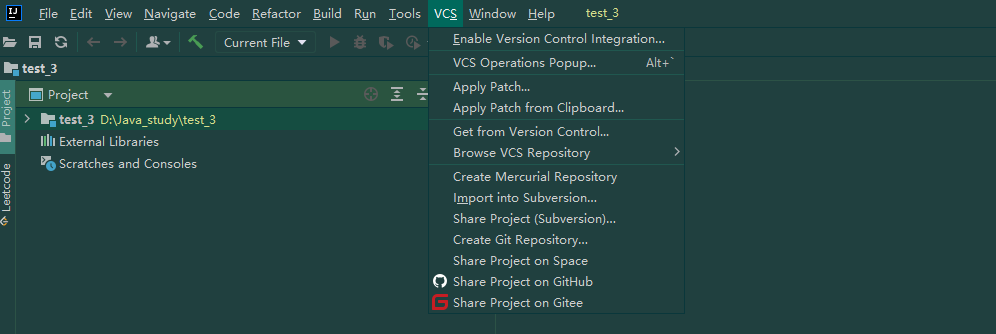 File Edit View Navigate Code Refactor Build Run Tools VCS Window Help test_3
Current File
test_3
Project
Project
test_3 D:\Java_study\test_3
External Libraries
Scratches and Consoles
Leetcode
Enable Version Control Integration...
VCS Operations Popup... Alt+`
Apply Patch...
Apply Patch from Clipboard...
Get from Version Control...
Browse VCS Repository
Create Mercurial Repository
Import into Subversion...
Share Project (Subversion)...
Create Git Repository...
Share Project on Space
Share Project on GitHub
Share Project on Gitee